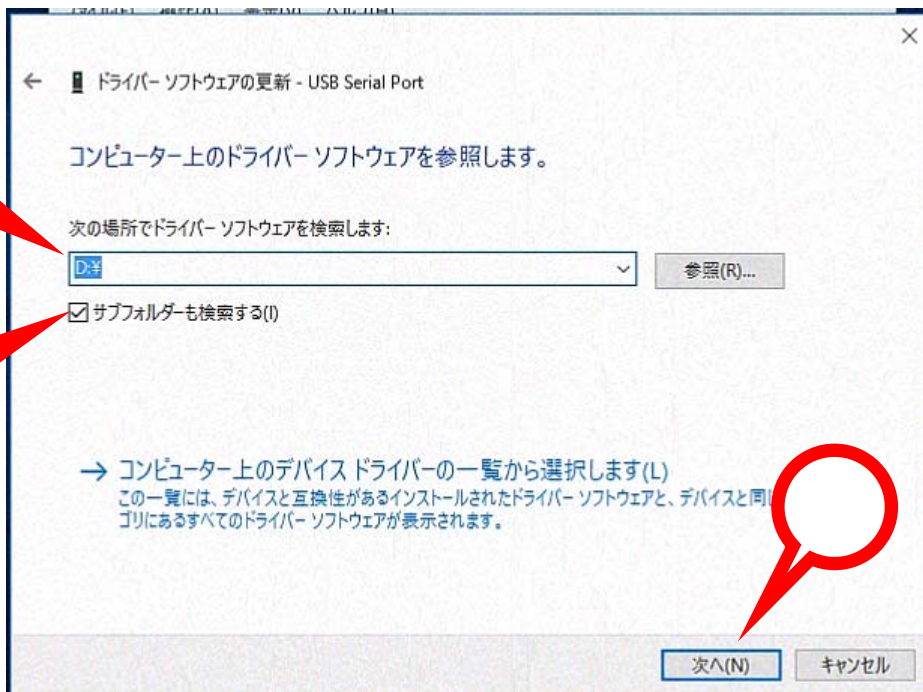 ドライバー ソフトウェアの更新 - USB Serial Port
コンピューター上のドライバー ソフトウェアを参照します。
次の場所でドライバー ソフトウェアを検索します:
D:¥
参照(R)...
サブフォルダーも検索する(I)
→ コンピューター上のデバイス ドライバーの一覧から選択します(L)
この一覧には、デバイスと互換性があるインストールされたドライバー ソフトウェアと、デバイスと同じ
ゴリにあるすべてのドライバー ソフトウェアが表示されます。
次へ(N)
キャンセル